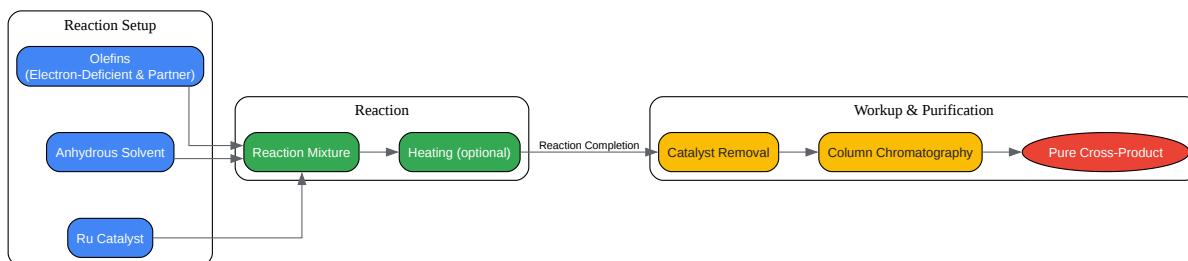 Reaction Setup
Olefins
(Electron-Deficient & Partner)
Anhydrous Solvent
Ru Catalyst
Reaction
Reaction Mixture
Heating (optional)
Reaction Completion
Workup & Purification
Catalyst Removal
Column Chromatography
Pure Cross-Product